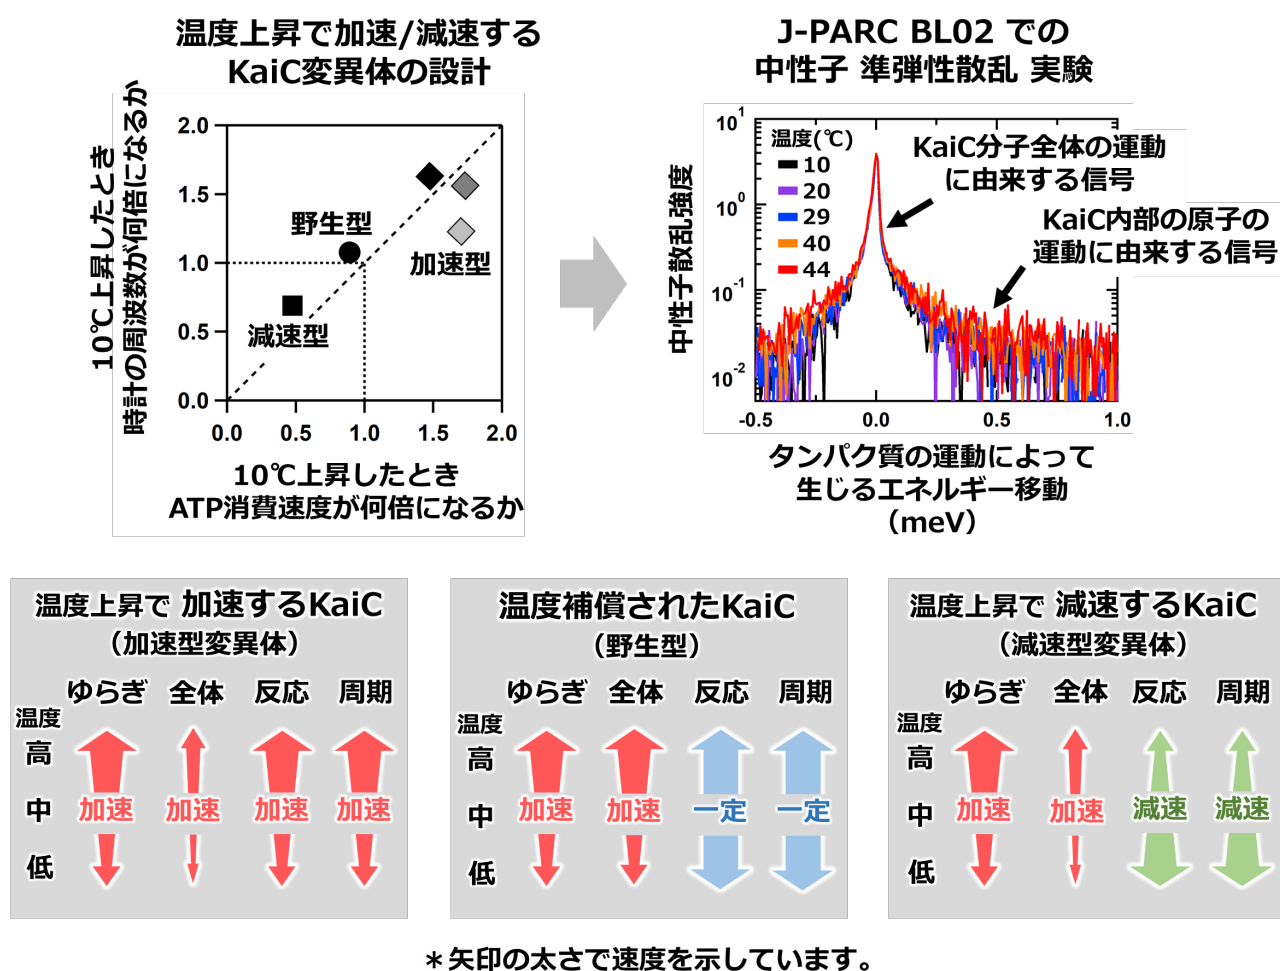 温度上昇で加速/減速する
KaiC変異体の設計
10℃上昇したとき
時計の周波数が何倍になるか
2.0
1.5
1.0
0.5
0.0
野生型
加速型
減速型
0.0 0.5 1.0 1.5 2.0
10℃上昇したとき
ATP消費速度が何倍になるか
J-PARC BL02 での
中性子 準弾性散乱 実験
中性子散乱強度
10¹
10⁰
10⁻¹
10⁻²
温度(℃)
10
20
29
40
44
KaiC分子全体の運動
に由来する信号
KaiC内部の原子の
運動に由来する信号
-0.5 0.0 0.5 1.0
タンパク質の運動によって
生じるエネルギー移動
（meV）
温度上昇で 加速するKaiC
（加速型変異体）
ゆらぎ 全体 反応 周期
温度
高
中 加速 加速 加速 加速
低
温度補償されたKaiC
（野生型）
ゆらぎ 全体 反応 周期
温度
高
中 加速 加速 一定 一定
低
温度上昇で 減速するKaiC
（減速型変異体）
ゆらぎ 全体 反応 周期
温度
高
中 加速 加速 減速 減速
低
＊矢印の太さで速度を示しています。